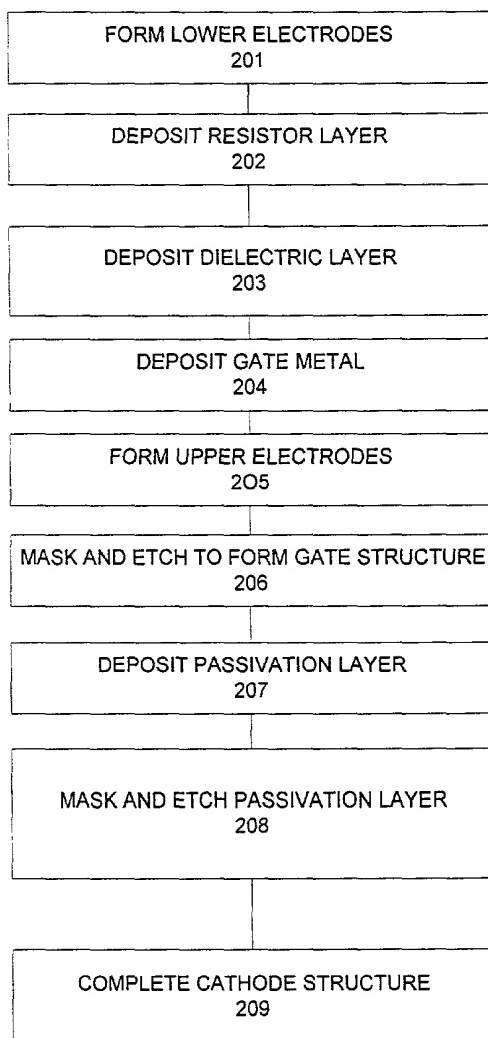 FORM LOWER ELECTRODES
201
DEPOSIT RESISTOR LAYER
202
DEPOSIT DIELECTRIC LAYER
203
DEPOSIT GATE METAL
204
FORM UPPER ELECTRODES
2O5
MASK AND ETCH TO FORM GATE STRUCTURE
206
DEPOSIT PASSIVATION LAYER
207
MASK AND ETCH PASSIVATION LAYER
208
COMPLETE CATHODE STRUCTURE
209